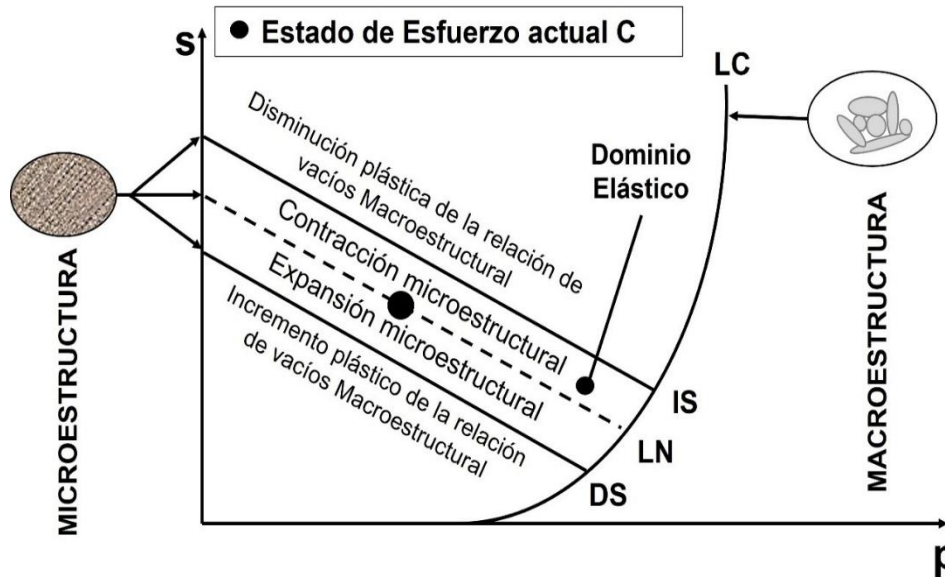 Estado de Esfuerzo actual C
s
LC
Disminución plástica de la relación de
vacíos Macroestructural
Dominio
Elástico
Contracción microestructural
Expansión microestructural
Incremento plástico de la relación
de vacíos Macroestructural
MICROESTRUCTURA
MACROESTRUCTURA
IS
LN
DS
p